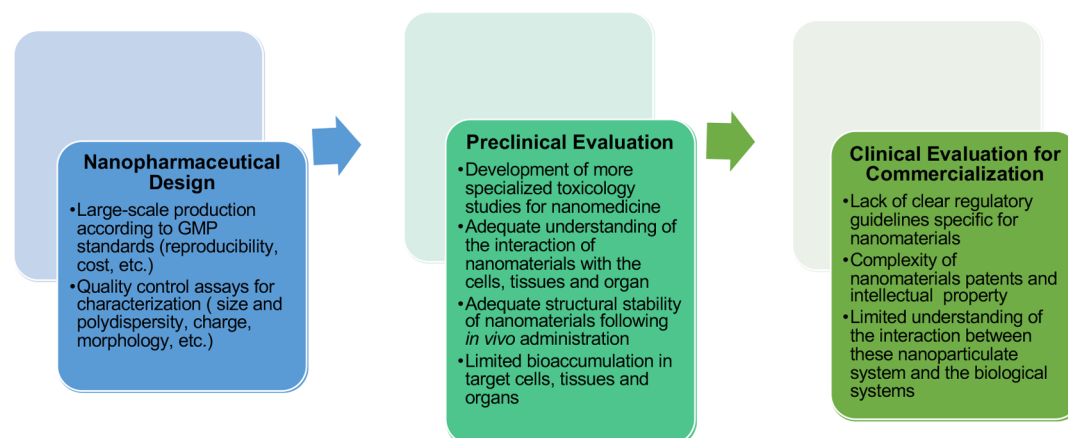 Nanopharmaceutical
Design
•Large-scale production
according to GMP
standards (reproducibility,
cost, etc.)
•Quality control assays for
characterization ( size and
polydispersity, charge,
morphology, etc.)
Preclinical Evaluation
•Development of more
specialized toxicology
studies for nanomedicine
•Adequate understanding of
the interaction of
nanomaterials with the
cells, tissues and organ
•Adequate structural stability
of nanomaterials following
in vivo administration
•Limited bioaccumulation in
target cells, tissues and
organs
Clinical Evaluation for
Commercialization
•Lack of clear regulatory
guidelines specific for
nanomaterials
•Complexity of
nanomaterials patents and
intellectual property
•Limited understanding of
the interaction between
these nanoparticulate
system and the biological
systems